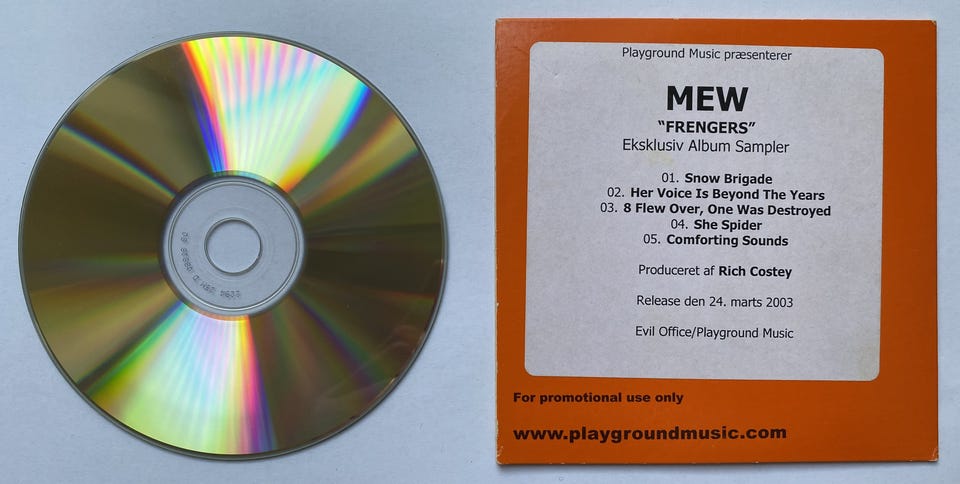 Playground Music præsenterer
MEW
"FRENGERS"
Eksklusiv Album Sampler
01. Snow Brigade
02. Her Voice Is Beyond The Years
03. 8 Flew Over, One Was Destroyed
04. She Spider
05. Comforting Sounds
Produceret af Rich Costey
Release den 24. marts 2003
Evil Office/Playground Music
For promotional use only
www.playgroundmusic.com